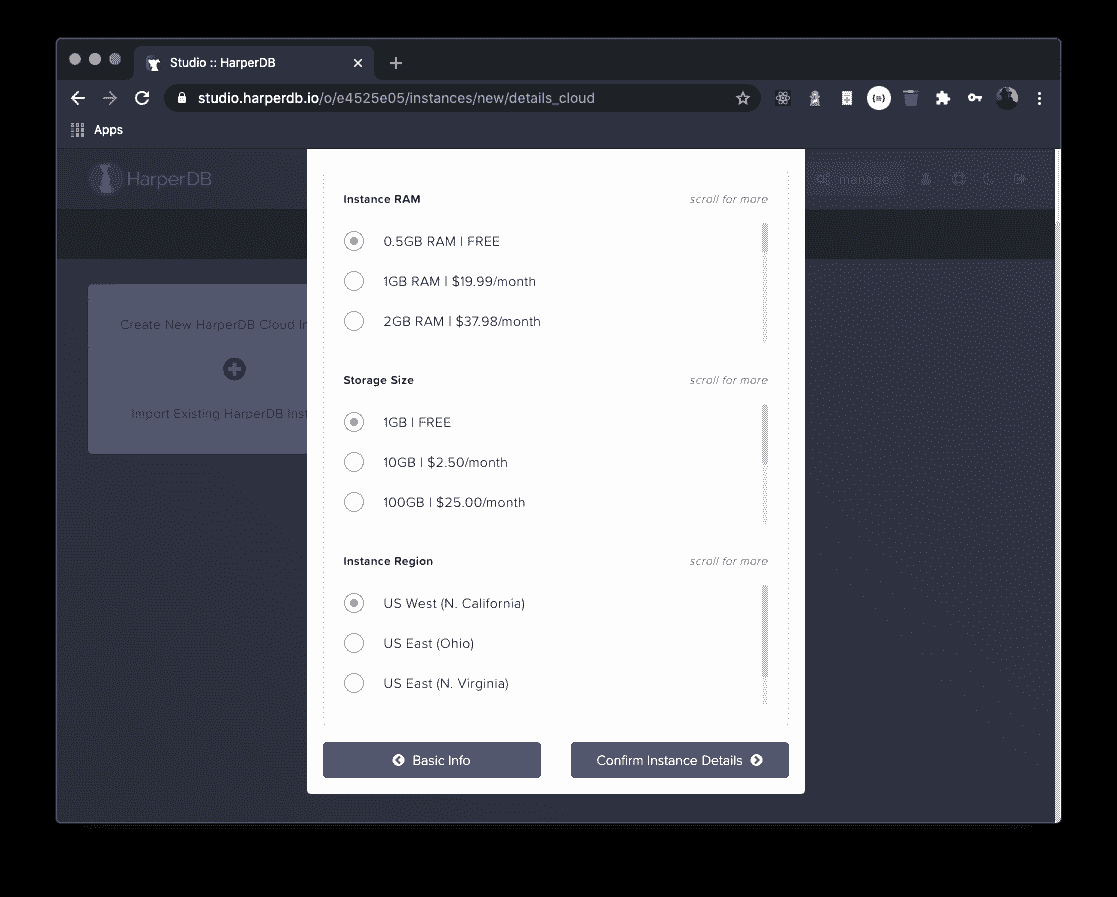 Studio :: HarperDB
studio.harperdb.io/o/e4525e05/instances/new/details_cloud
Apps
HarperDB
manage
Instance RAM scroll for more
0.5GB RAM | FREE
1GB RAM | $19.99/month
2GB RAM | $37.98/month
Create New HarperDB Cloud In
Import Existing HarperDB Inst
Storage Size scroll for more
1GB | FREE
10GB | $2.50/month
100GB | $25.00/month
Instance Region scroll for more
US West (N. California)
US East (Ohio)
US East (N. Virginia)
Basic Info
Confirm Instance Details